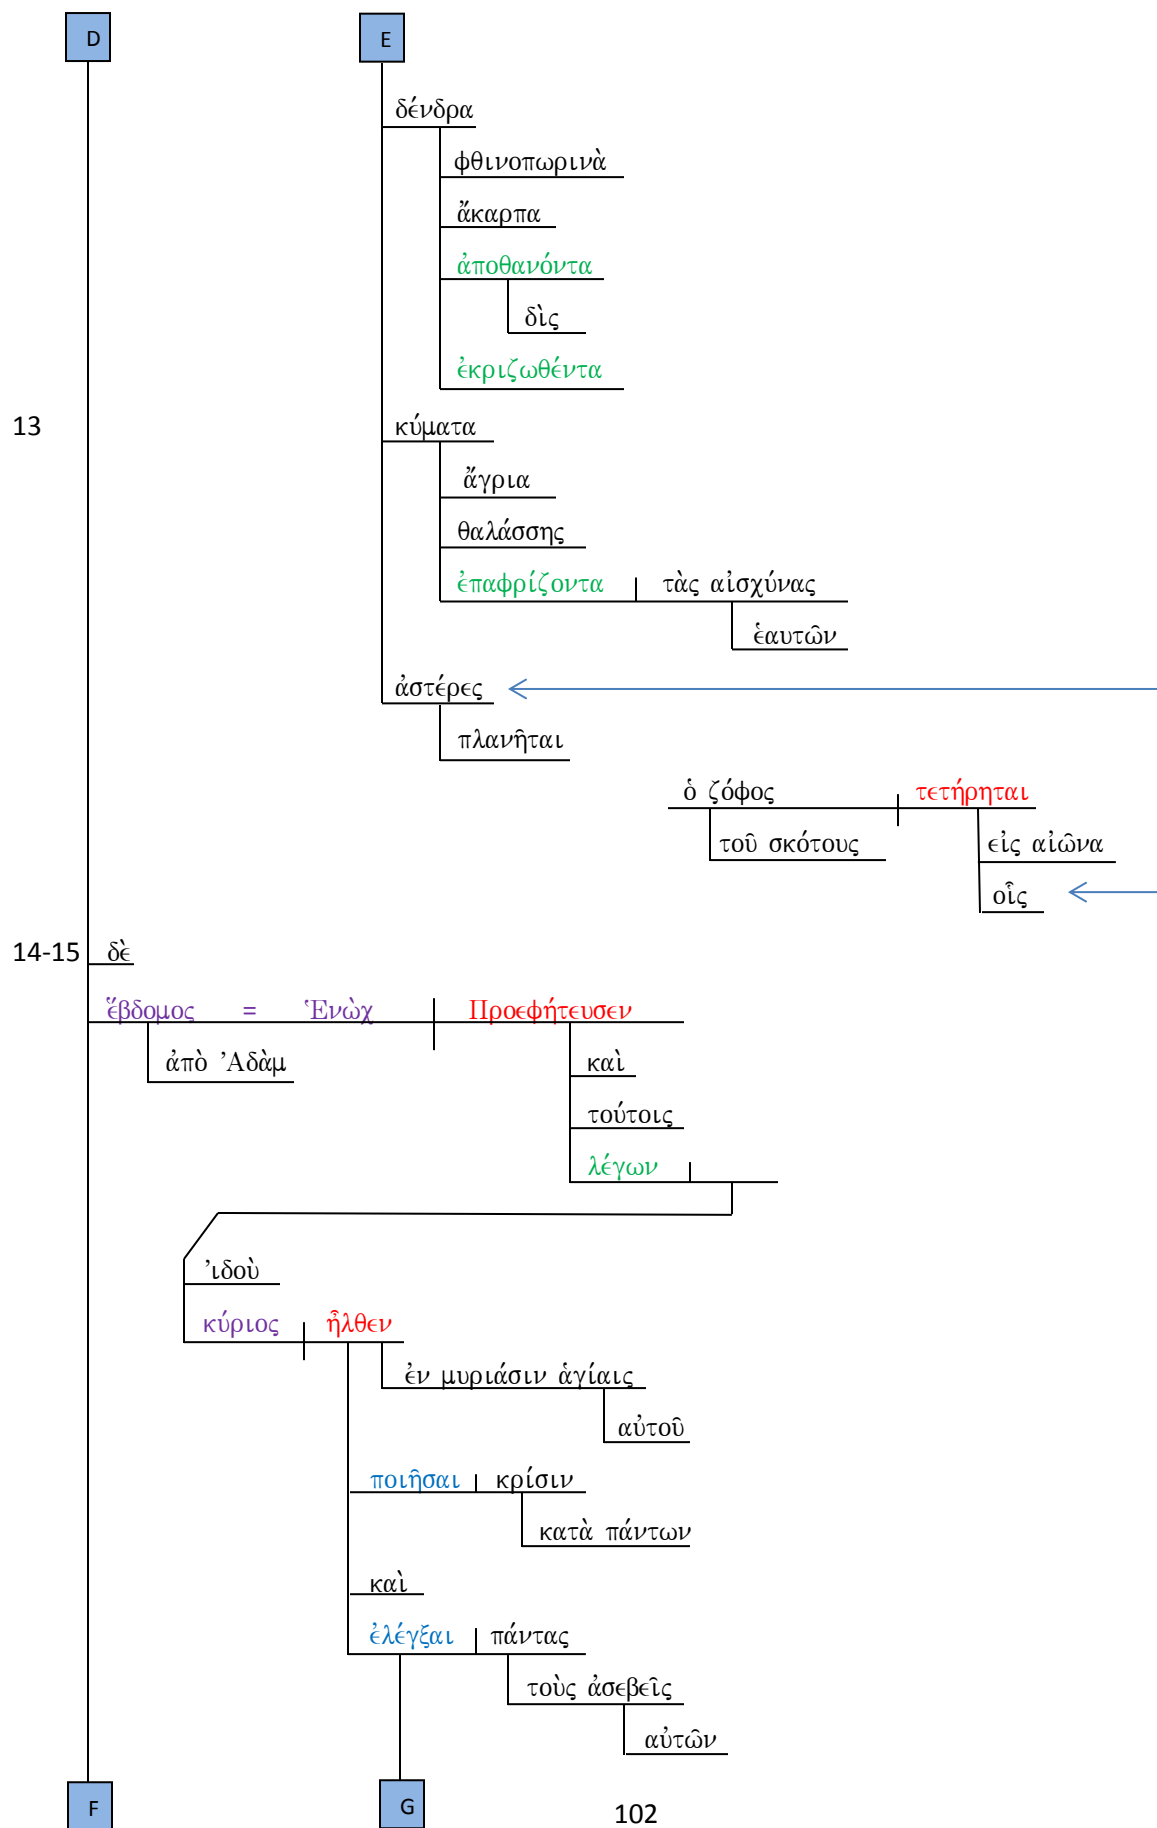 D E
δένδρα
φθινοπωρινὰ
ἄκαρπα
ἀποθανόντα
δὶς
ἐκριζωθέντα
13 κύματα
ἄγρια
θαλάσσης
ἐπαφρίζοντα τὰς αἰσχύνας
ἑαυτῶν
ἀστέρες
πλανῆται
ὁ ζόφος τετήρηται
τοῦ σκότους εἰς αἰῶνα
οἷς
14-15 δὲ
ἕβδομος = Ἑνὼχ Προεφήτευσεν
ἀπὸ Ἀδὰμ καὶ
τούτοις
λέγων
ἰδοὺ
κύριος ἦλθεν
ἐν μυριάσιν ἁγίαις
αὐτοῦ
ποιῆσαι κρίσιν
κατὰ πάντων
καὶ
ἐλέγξαι πάντας
τοὺς ἀσεβεῖς
αὐτῶν
F G 102